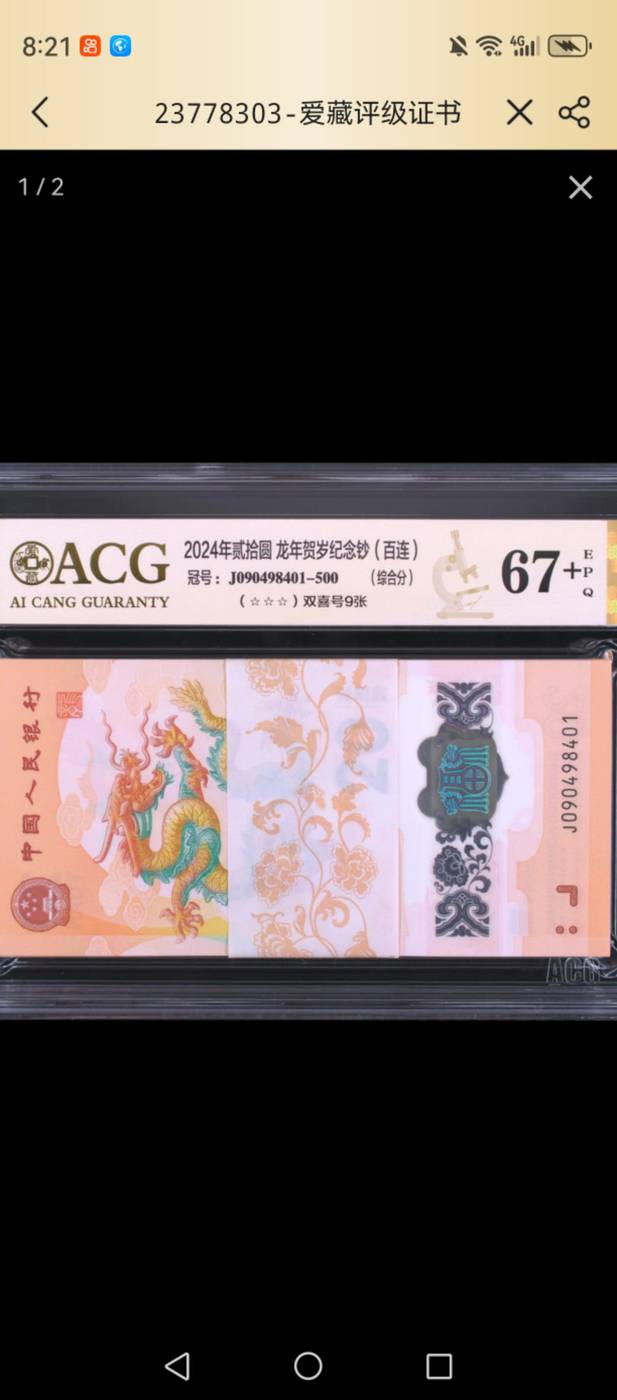 8:21
4G
23778303-爱藏评级证书
1/2
ACG
AI CANG GUARANTY
2024年贰拾圆 龙年贺岁纪念钞（百连）
冠号：J090498401-500 （综合分）
（☆☆☆）双喜号9张
67+
EPQ
中国人民银行
J090498401
ACG